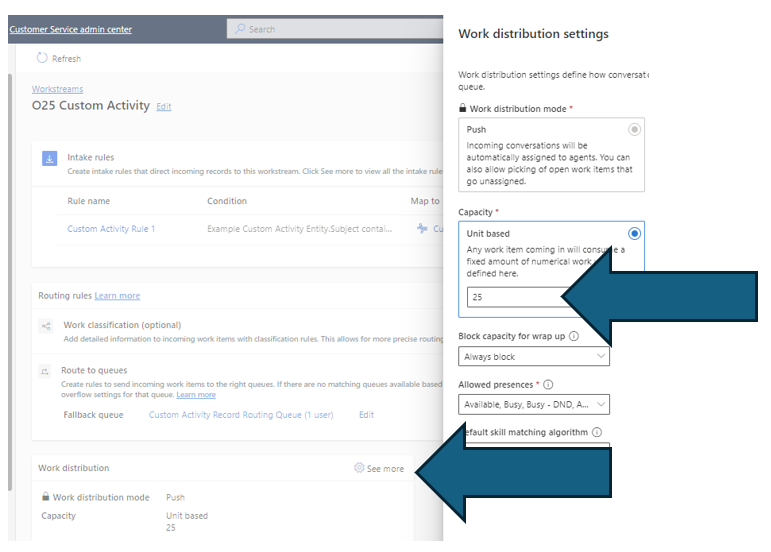 Customer Service admin center
Search
Refresh
Workstreams
O25 Custom Activity Edit
Intake rules
Create intake rules that direct incoming records to this workstream. Click See more to view all the intake rule
Rule name Condition Map to
Custom Activity Rule 1 Example Custom Activity Entity.Subject contai... Cu
Routing rules Learn more
Work classification (optional)
Add detailed information to incoming work items with classification rules. This allows for more precise routing
Route to queues
Create rules to send incoming work items to the right queues. If there are no matching queues available based
overflow settings for that queue. Learn more
Fallback queue Custom Activity Record Routing Queue (1 user) Edit
Work distribution See more
Work distribution mode Push
Capacity Unit based
25
Work distribution settings
Work distribution settings define how conversat
queue.
Work distribution mode *
Push
Incoming conversations will be
automatically assigned to agents. You can
also allow picking of open work items that
go unassigned.
Capacity *
Unit based
Any work item coming in will consume a
fixed amount of numerical work
defined here.
25
Block capacity for wrap up
Always block
Allowed presences *
Available, Busy, Busy - DND, A...
efault skill matching algorithm